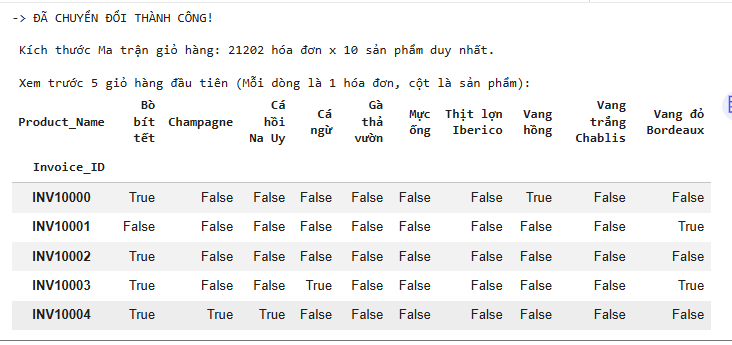 -> ĐÃ CHUYỂN ĐỔI THÀNH CÔNG!
Kích thước Ma trận giỏ hàng: 21202 hóa đơn x 10 sản phẩm duy nhất.
Xem trước 5 giỏ hàng đầu tiên (Mỗi dòng là 1 hóa đơn, cột là sản phẩm):
Product_Name Bò bít tết Champagne Cá hồi Na Uy Cá ngừ Gà thả vườn Mực ống Thịt lợn Iberico Vang hồng Vang trắng Chablis Vang đỏ Bordeaux
Invoice_ID
INV10000 True False False False False False False True False False
INV10001 False False False False False False False False False True
INV10002 True False False False False False False False False False
INV10003 True False False True False False False False False True
INV10004 True True True False False False False False False False